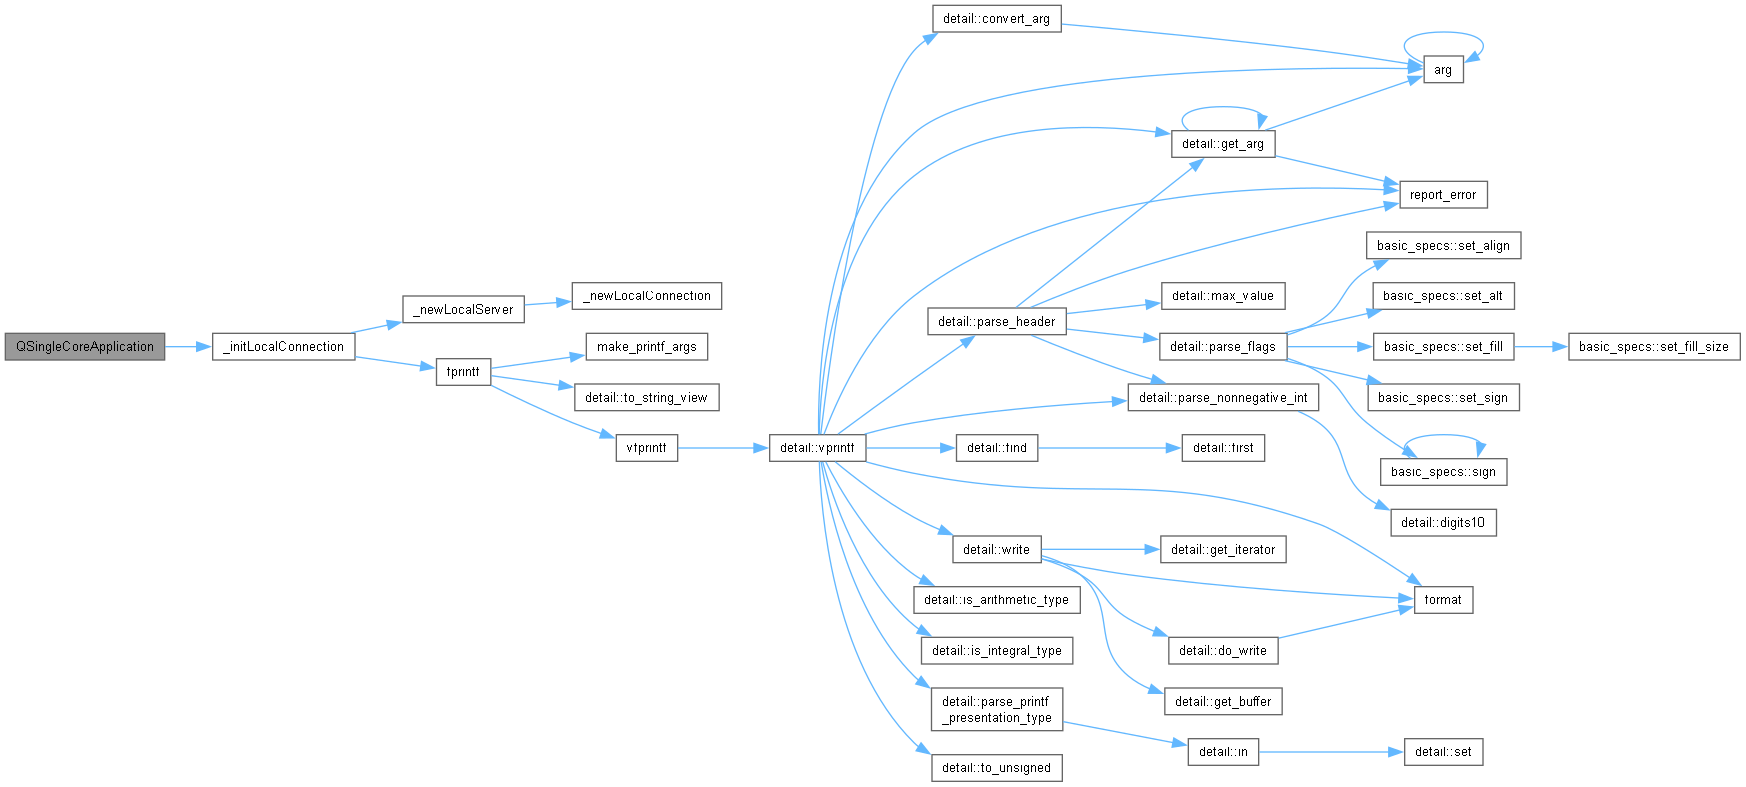 QSingleCoreApplication
_initLocalConnection
_newLocalServer
_newLocalConnection
fprintf
make_printf_args
detail::to_string_view
vfprintf
detail::vprintf
detail::convert_arg
arg
detail::get_arg
report_error
detail::parse_header
detail::max_value
detail::parse_flags
basic_specs::set_align
basic_specs::set_alt
basic_specs::set_fill
basic_specs::set_fill_size
basic_specs::set_sign
basic_specs::sign
detail::parse_nonnegative_int
detail::digits10
detail::find
detail::first
detail::write
detail::get_iterator
format
detail::do_write
detail::get_buffer
detail::is_arithmetic_type
detail::is_integral_type
detail::parse_printf
_presentation_type
detail::in
detail::set
detail::to_unsigned